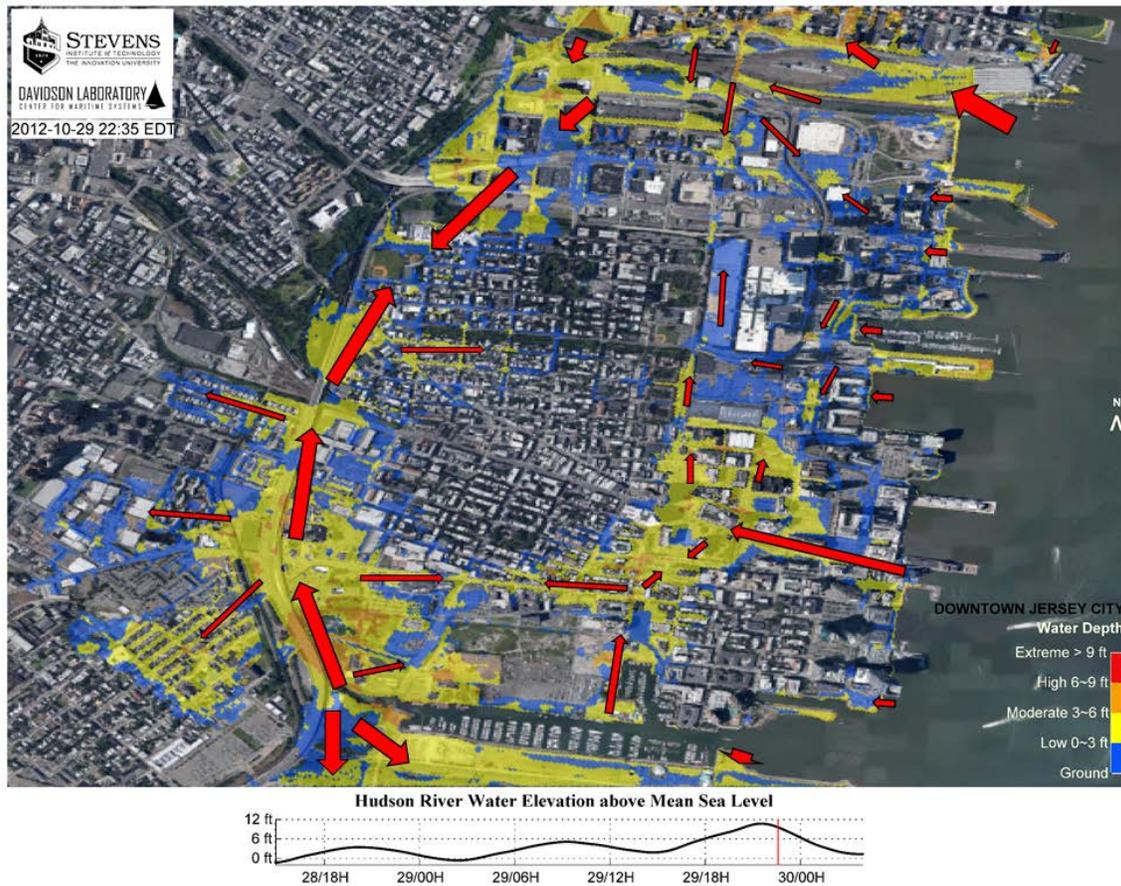 STEVENS
INSTITUTE of TECHNOLOGY
THE INNOVATION UNIVERSITY
DAVIDSON LABORATORY
CENTER FOR MARITIME SYSTEMS
2012-10-29 22:35 EDT
N
DOWNTOWN JERSEY CITY
Water Depth
Extreme > 9 ft
High 6~9 ft
Moderate 3~6 ft
Low 0~3 ft
Ground
Hudson River Water Elevation above Mean Sea Level
12 ft
6 ft
0 ft
28/18H 29/00H 29/06H 29/12H 29/18H 30/00H